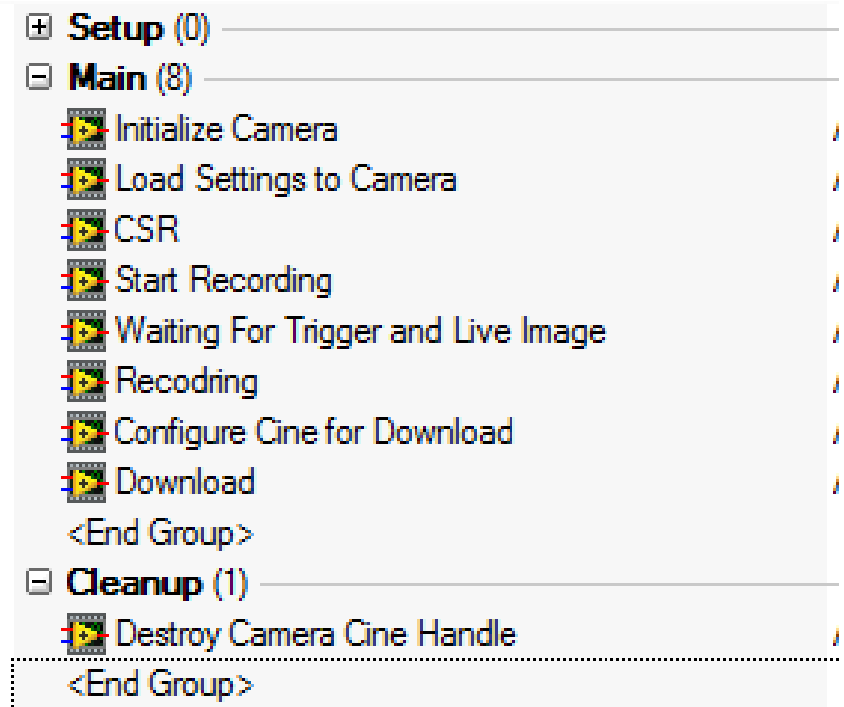 Setup (0)
Main (8)
Initialize Camera
Load Settings to Camera
CSR
Start Recording
Waiting For Trigger and Live Image
Recodring
Configure Cine for Download
Download
<End Group>
Cleanup (1)
Destroy Camera Cine Handle
<End Group>